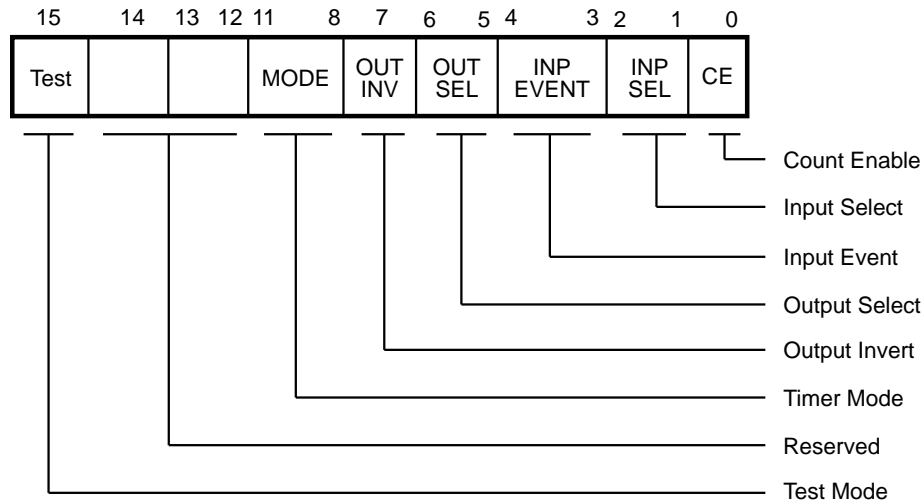 15 14 13 12 11 8 7 6 5 4 3 2 1 0
Test MODE OUT INV OUT SEL INP EVENT INP SEL CE
Count Enable
Input Select
Input Event
Output Select
Output Invert
Timer Mode
Reserved
Test Mode